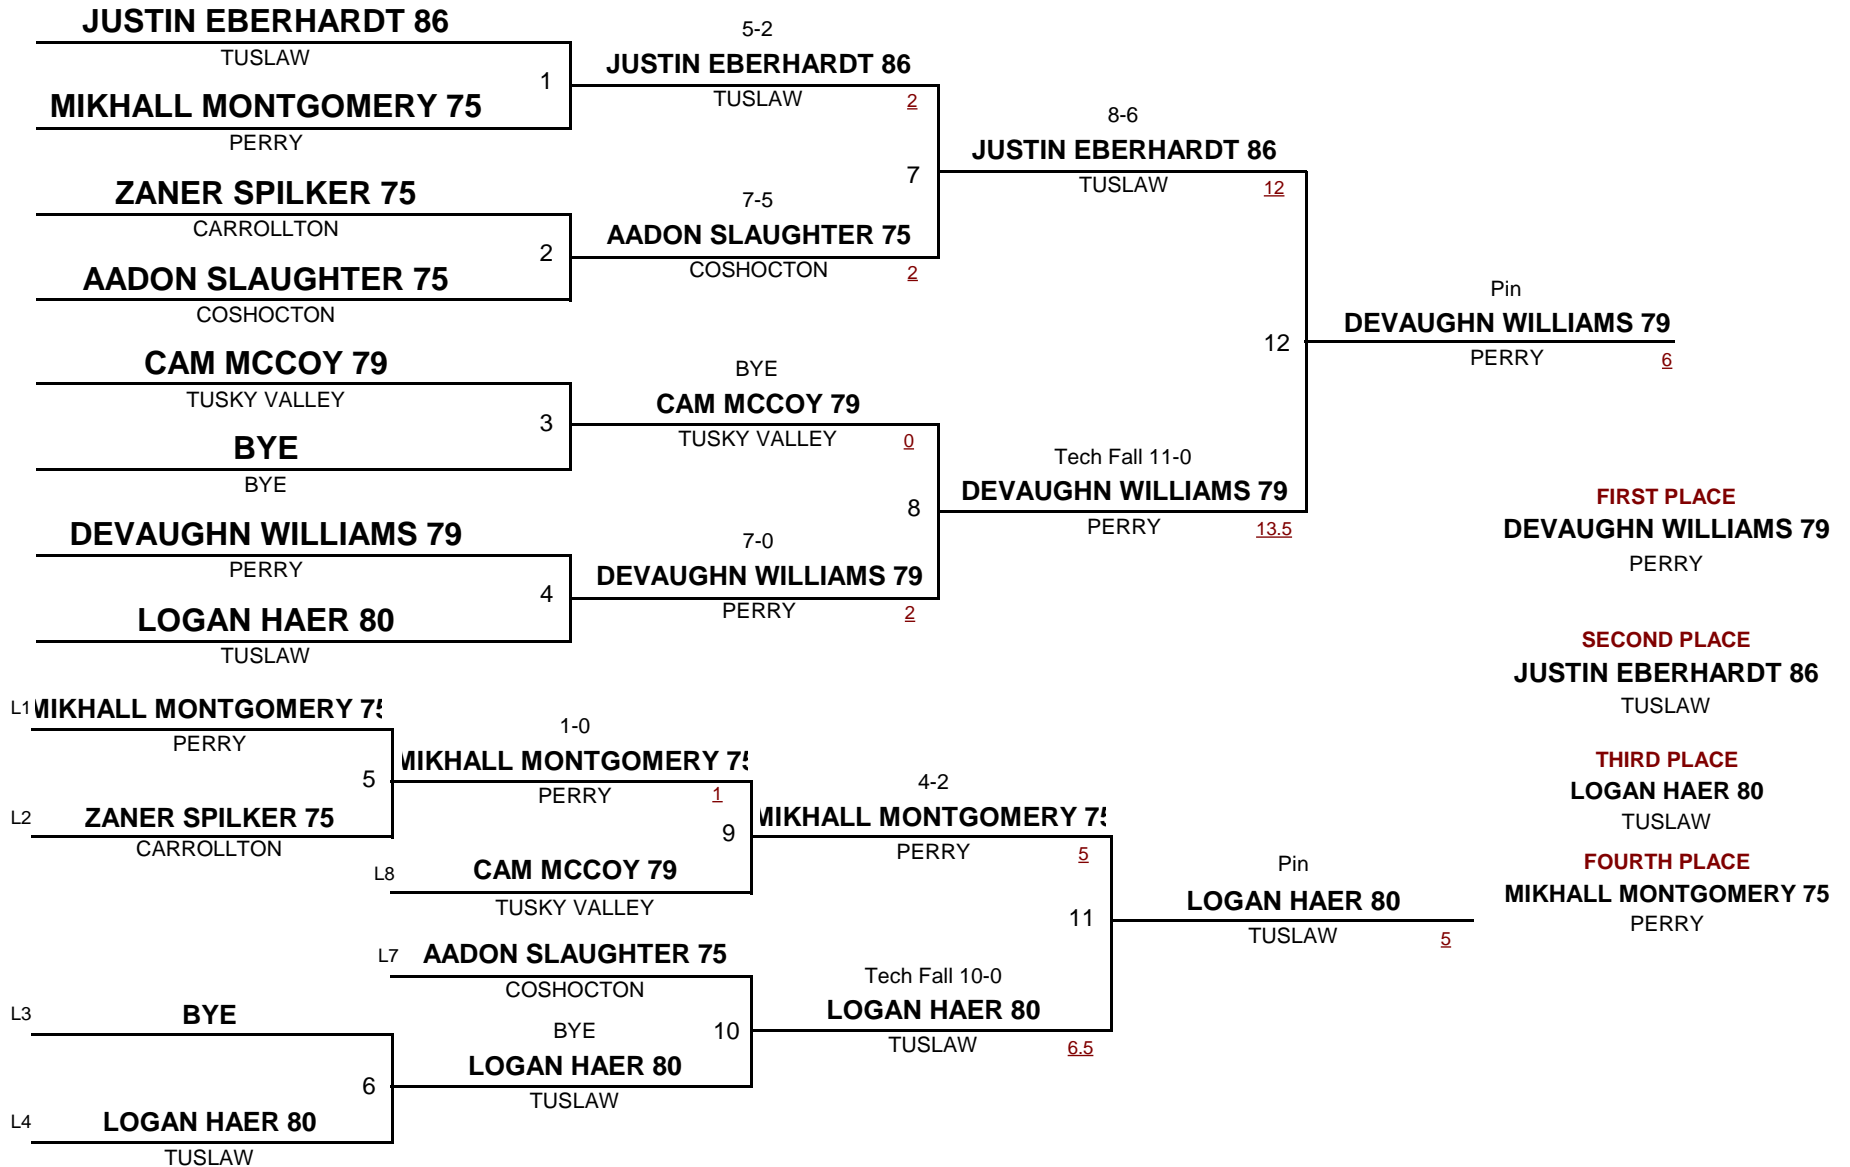 JUSTIN EBERHARDT 86
TUSLAW
1
MIKHALL MONTGOMERY 75
PERRY
ZANER SPILKER 75
CARROLLTON
2
AADON SLAUGHTER 75
COSHOCTON
CAM MCCOY 79
TUSKY VALLEY
3
BYE
BYE
DEVAUGHN WILLIAMS 79
PERRY
4
LOGAN HAER 80
TUSLAW
5-2
JUSTIN EBERHARDT 86
TUSLAW 2
7
7-5
AADON SLAUGHTER 75
COSHOCTON 2
BYE
CAM MCCOY 79
TUSKY VALLEY 0
8
7-0
DEVAUGHN WILLIAMS 79
PERRY 2
8-6
JUSTIN EBERHARDT 86
TUSLAW 12
12
Tech Fall 11-0
DEVAUGHN WILLIAMS 79
PERRY 13.5
Pin
DEVAUGHN WILLIAMS 79
PERRY 6
FIRST PLACE
DEVAUGHN WILLIAMS 79
PERRY
SECOND PLACE
JUSTIN EBERHARDT 86
TUSLAW
THIRD PLACE
LOGAN HAER 80
TUSLAW
FOURTH PLACE
MIKHALL MONTGOMERY 75
PERRY
L1 MIKHALL MONTGOMERY 75
PERRY
5
L2 ZANER SPILKER 75
CARROLLTON
L3 BYE
6
L4 LOGAN HAER 80
TUSLAW
1-0
MIKHALL MONTGOMERY 75
PERRY 1
9
L8 CAM MCCOY 79
TUSKY VALLEY
L7 AADON SLAUGHTER 75
COSHOCTON
10
BYE
LOGAN HAER 80
TUSLAW
4-2
MIKHALL MONTGOMERY 75
PERRY 5
11
Tech Fall 10-0
LOGAN HAER 80
TUSLAW 6.5
Pin
LOGAN HAER 80
TUSLAW 5